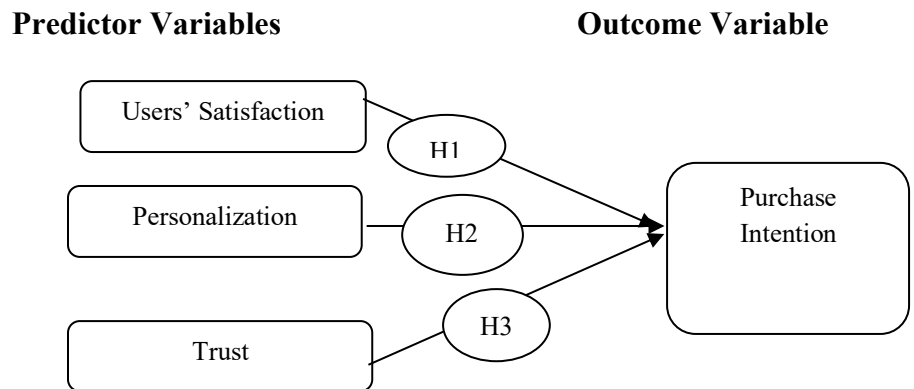 Predictor Variables
Outcome Variable
Users’ Satisfaction
H1
Personalization
H2
Purchase
Intention
H3
Trust